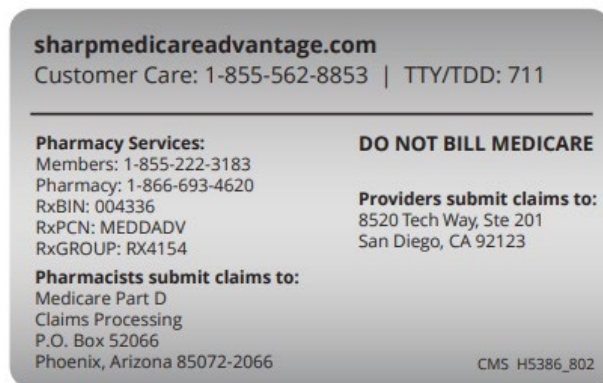 sharpmedicareadvantage.com
Customer Care: 1-855-562-8853 | TTY/TDD: 711
Pharmacy Services:
Members: 1-855-222-3183
Pharmacy: 1-866-693-4620
RxBIN: 004336
RxPCN: MEDDADV
RxGROUP: RX4154
Pharmacists submit claims to:
Medicare Part D
Claims Processing
P.O. Box 52066
Phoenix, Arizona 85072-2066
DO NOT BILL MEDICARE
Providers submit claims to:
8520 Tech Way, Ste 201
San Diego, CA 92123
CMS H5386_802